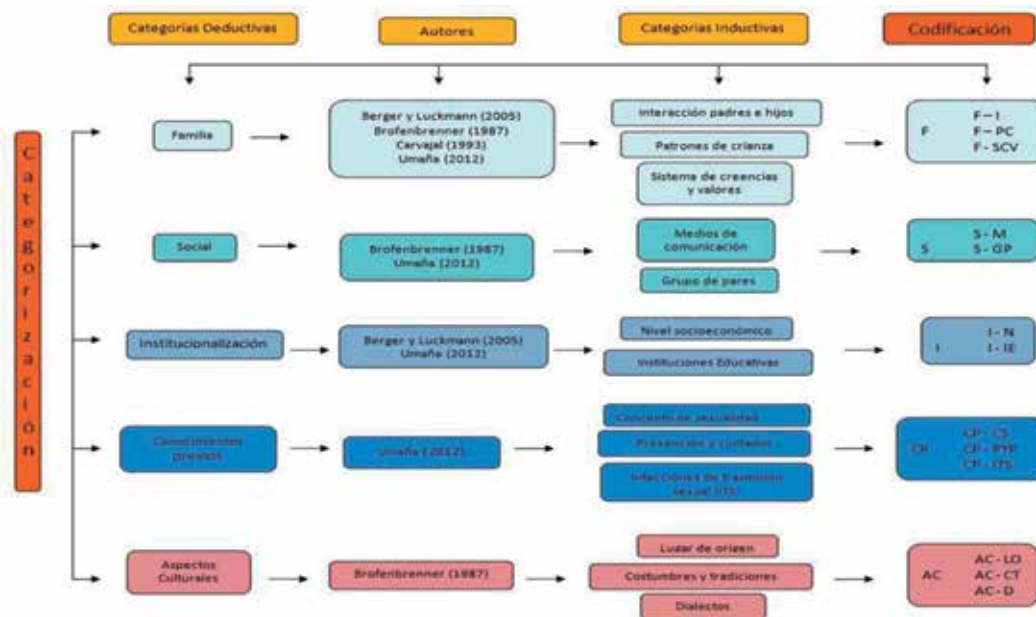 Categorías Deductivas
Autores
Categorías Inductivas
Codificación
Categorización
Familia
Berger y Luckmann (2005)
Brofenbrenner (1987)
Carvajal (1993)
Umaña (2012)
Interacción padres e hijos
Patrones de crianza
Sistema de creencias
y valores
F
F - I
F - PC
F - SCV
Social
Brofenbrenner (1987)
Umaña (2012)
Medios de
comunicación
Grupo de pares
S
S - M
S - GP
Institucionalización
Berger y Luckmann (2005)
Umaña (2012)
Nivel socioeconómico
Instituciones Educativas
I
I - N
I - IE
Conocimientos
previos
Umaña (2012)
Concepto de sexualidad
Prevención y cuidados
Infecciones de trasmisión
sexual (ITS)
CP
CP - CS
CP - PYP
CP - ITS
Aspectos
Culturales
Brofenbrenner (1987)
Lugar de origen
Costumbres y tradiciones
Dialectos
AC
AC - LO
AC - CT
AC - D